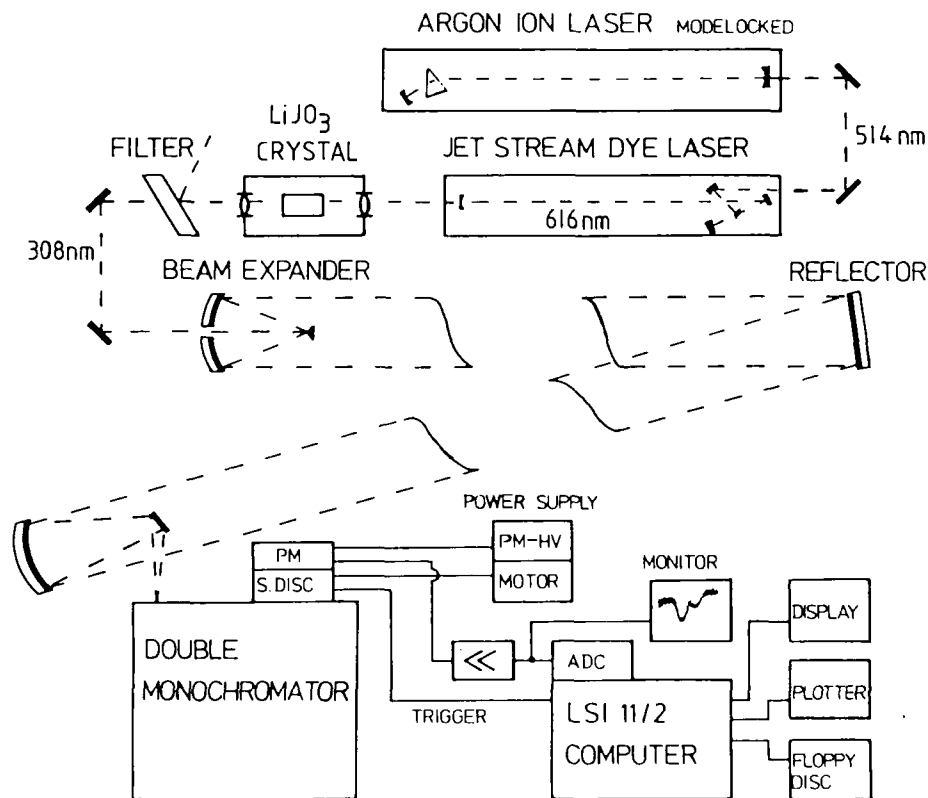 ARGON ION LASER MODELOCKED
514 nm
LiJO3
CRYSTAL
FILTER
JET STREAM DYE LASER
616nm
308nm
BEAM EXPANDER
REFLECTOR
POWER SUPPLY
PM
S. DISC
PM-HV
MOTOR
MONITOR
DISPLAY
DOUBLE
MONOCHROMATOR
ADC
TRIGGER
LSI 11/2
COMPUTER
PLOTTER
FLOPPY
DISC